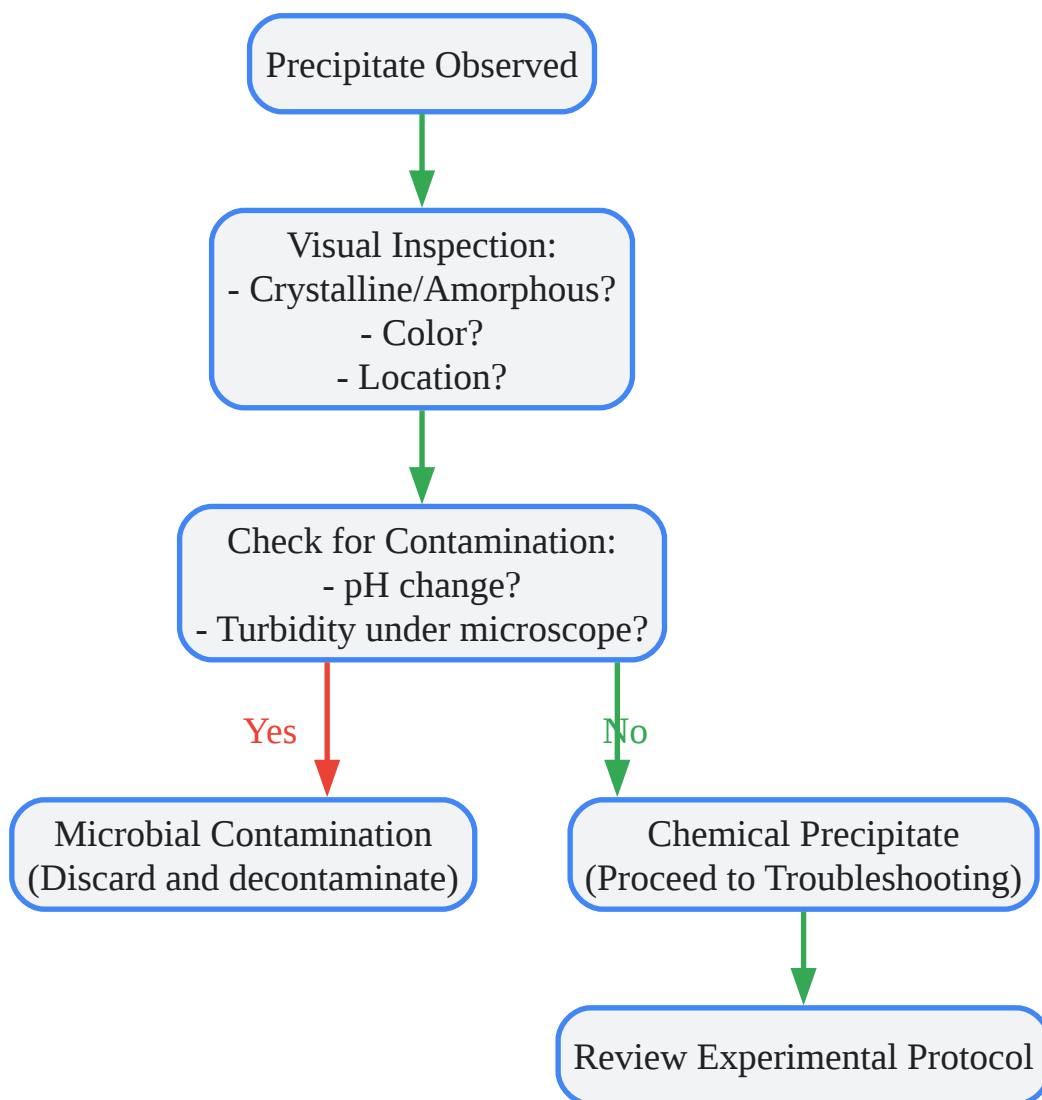 Precipitate Observed
Visual Inspection:
- Crystalline/Amorphous?
- Color?
- Location?
Check for Contamination:
- pH change?
- Turbidity under microscope?
Yes
No
Microbial Contamination
(Discard and decontaminate)
Chemical Precipitate
(Proceed to Troubleshooting)
Review Experimental Protocol